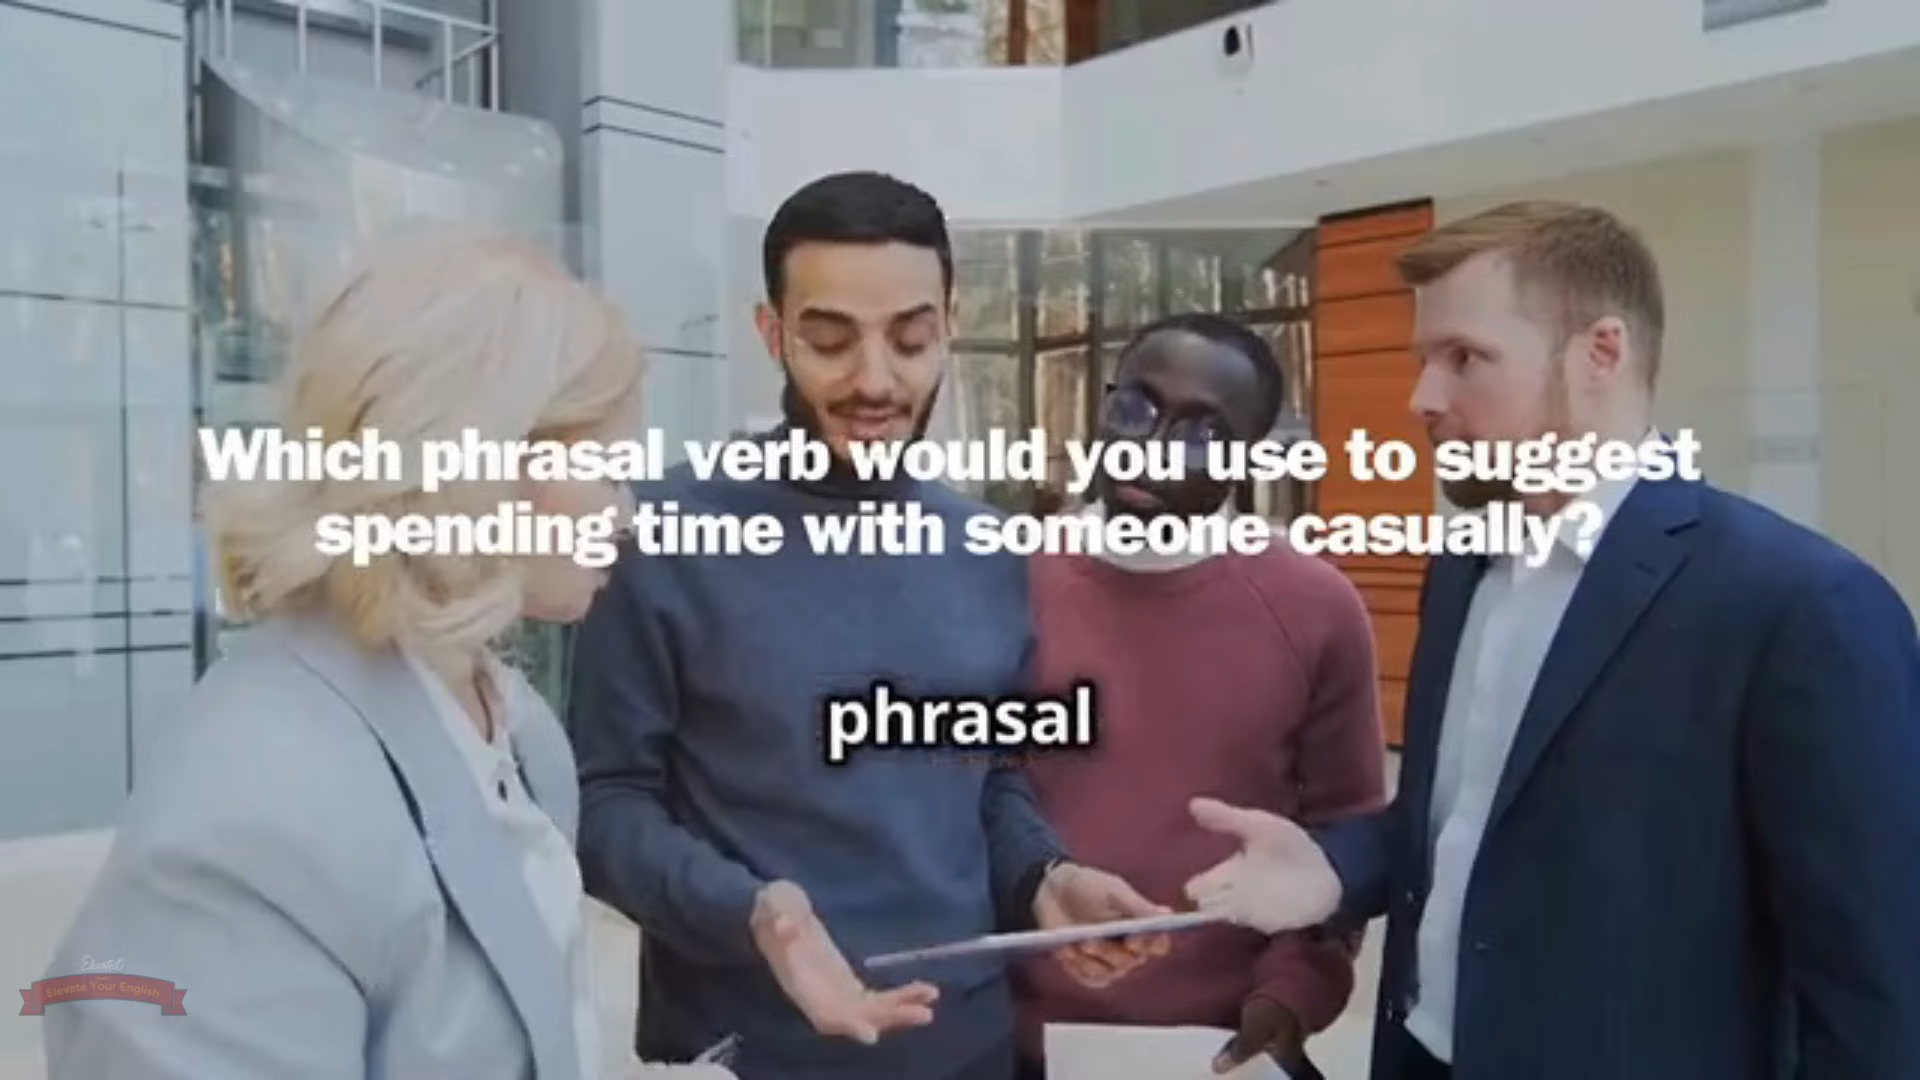 Which phrasal verb would you use to suggest
spending time with someone casually?
phrasal
Elevate Your English